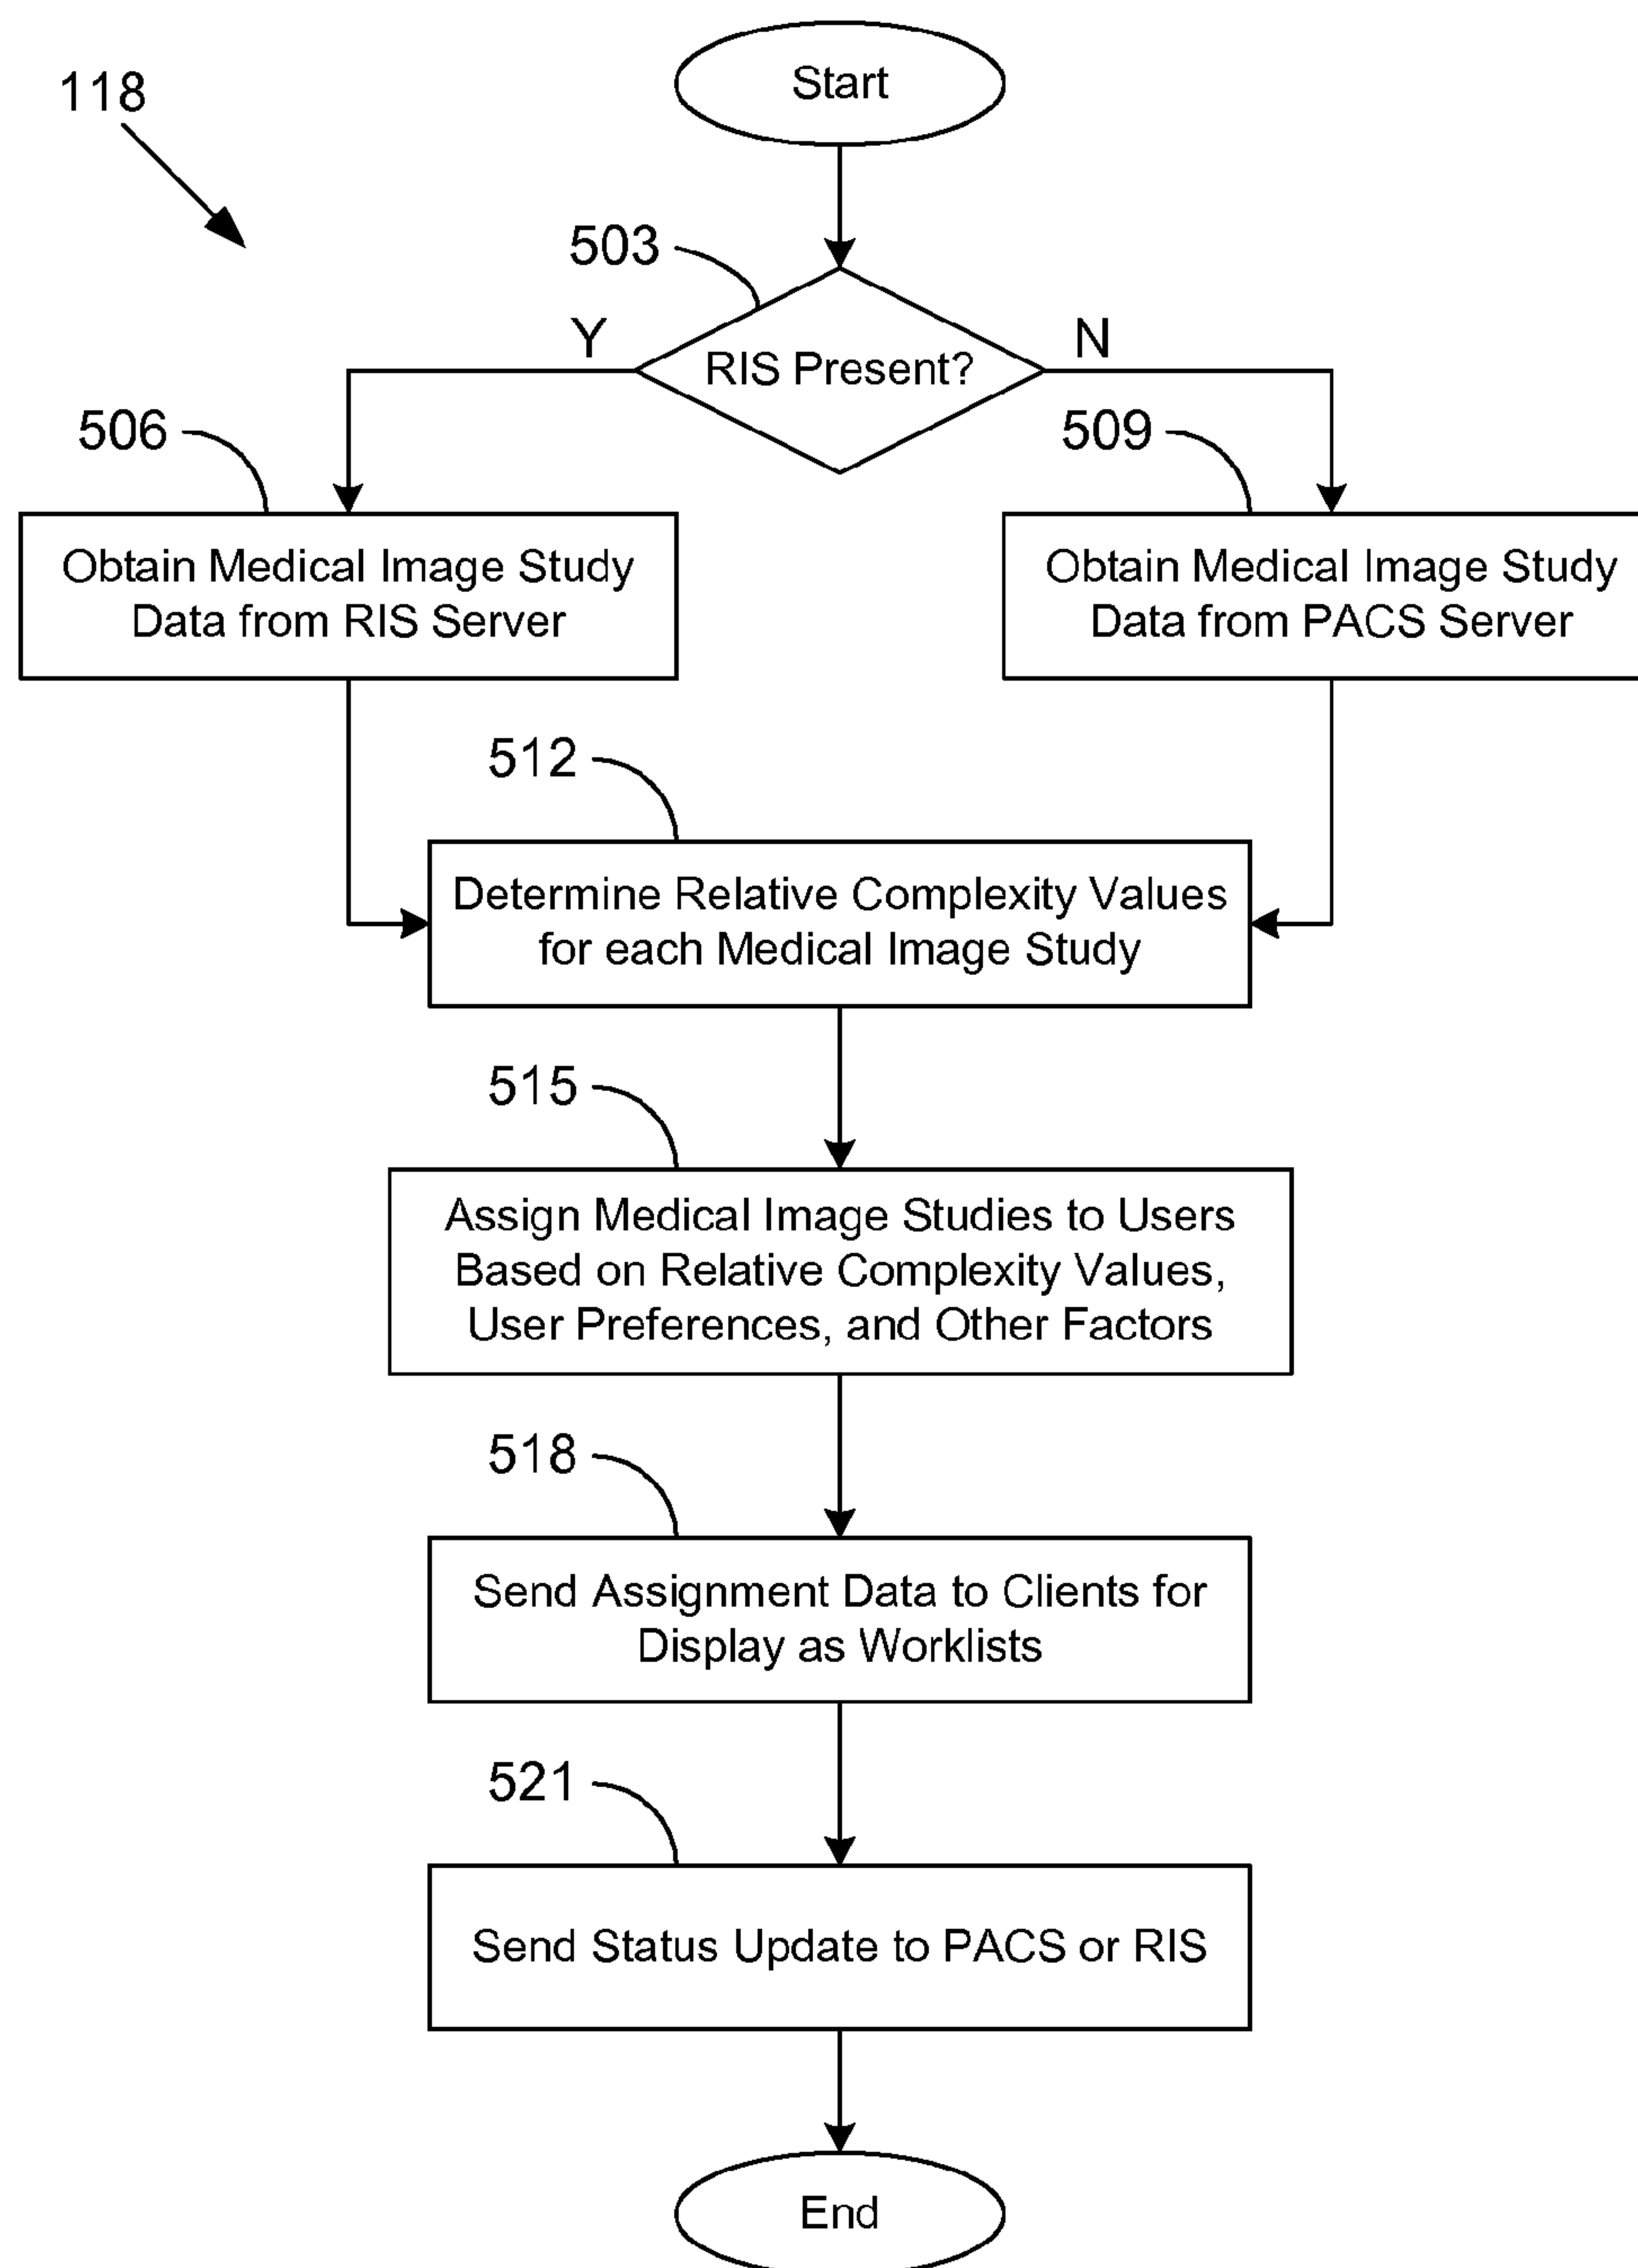 Start
118
503
Y
N
RIS Present?
506
509
Obtain Medical Image Study
Data from RIS Server
Obtain Medical Image Study
Data from PACS Server
512
Determine Relative Complexity Values
for each Medical Image Study
515
Assign Medical Image Studies to Users
Based on Relative Complexity Values,
User Preferences, and Other Factors
518
Send Assignment Data to Clients for
Display as Worklists
521
Send Status Update to PACS or RIS
End